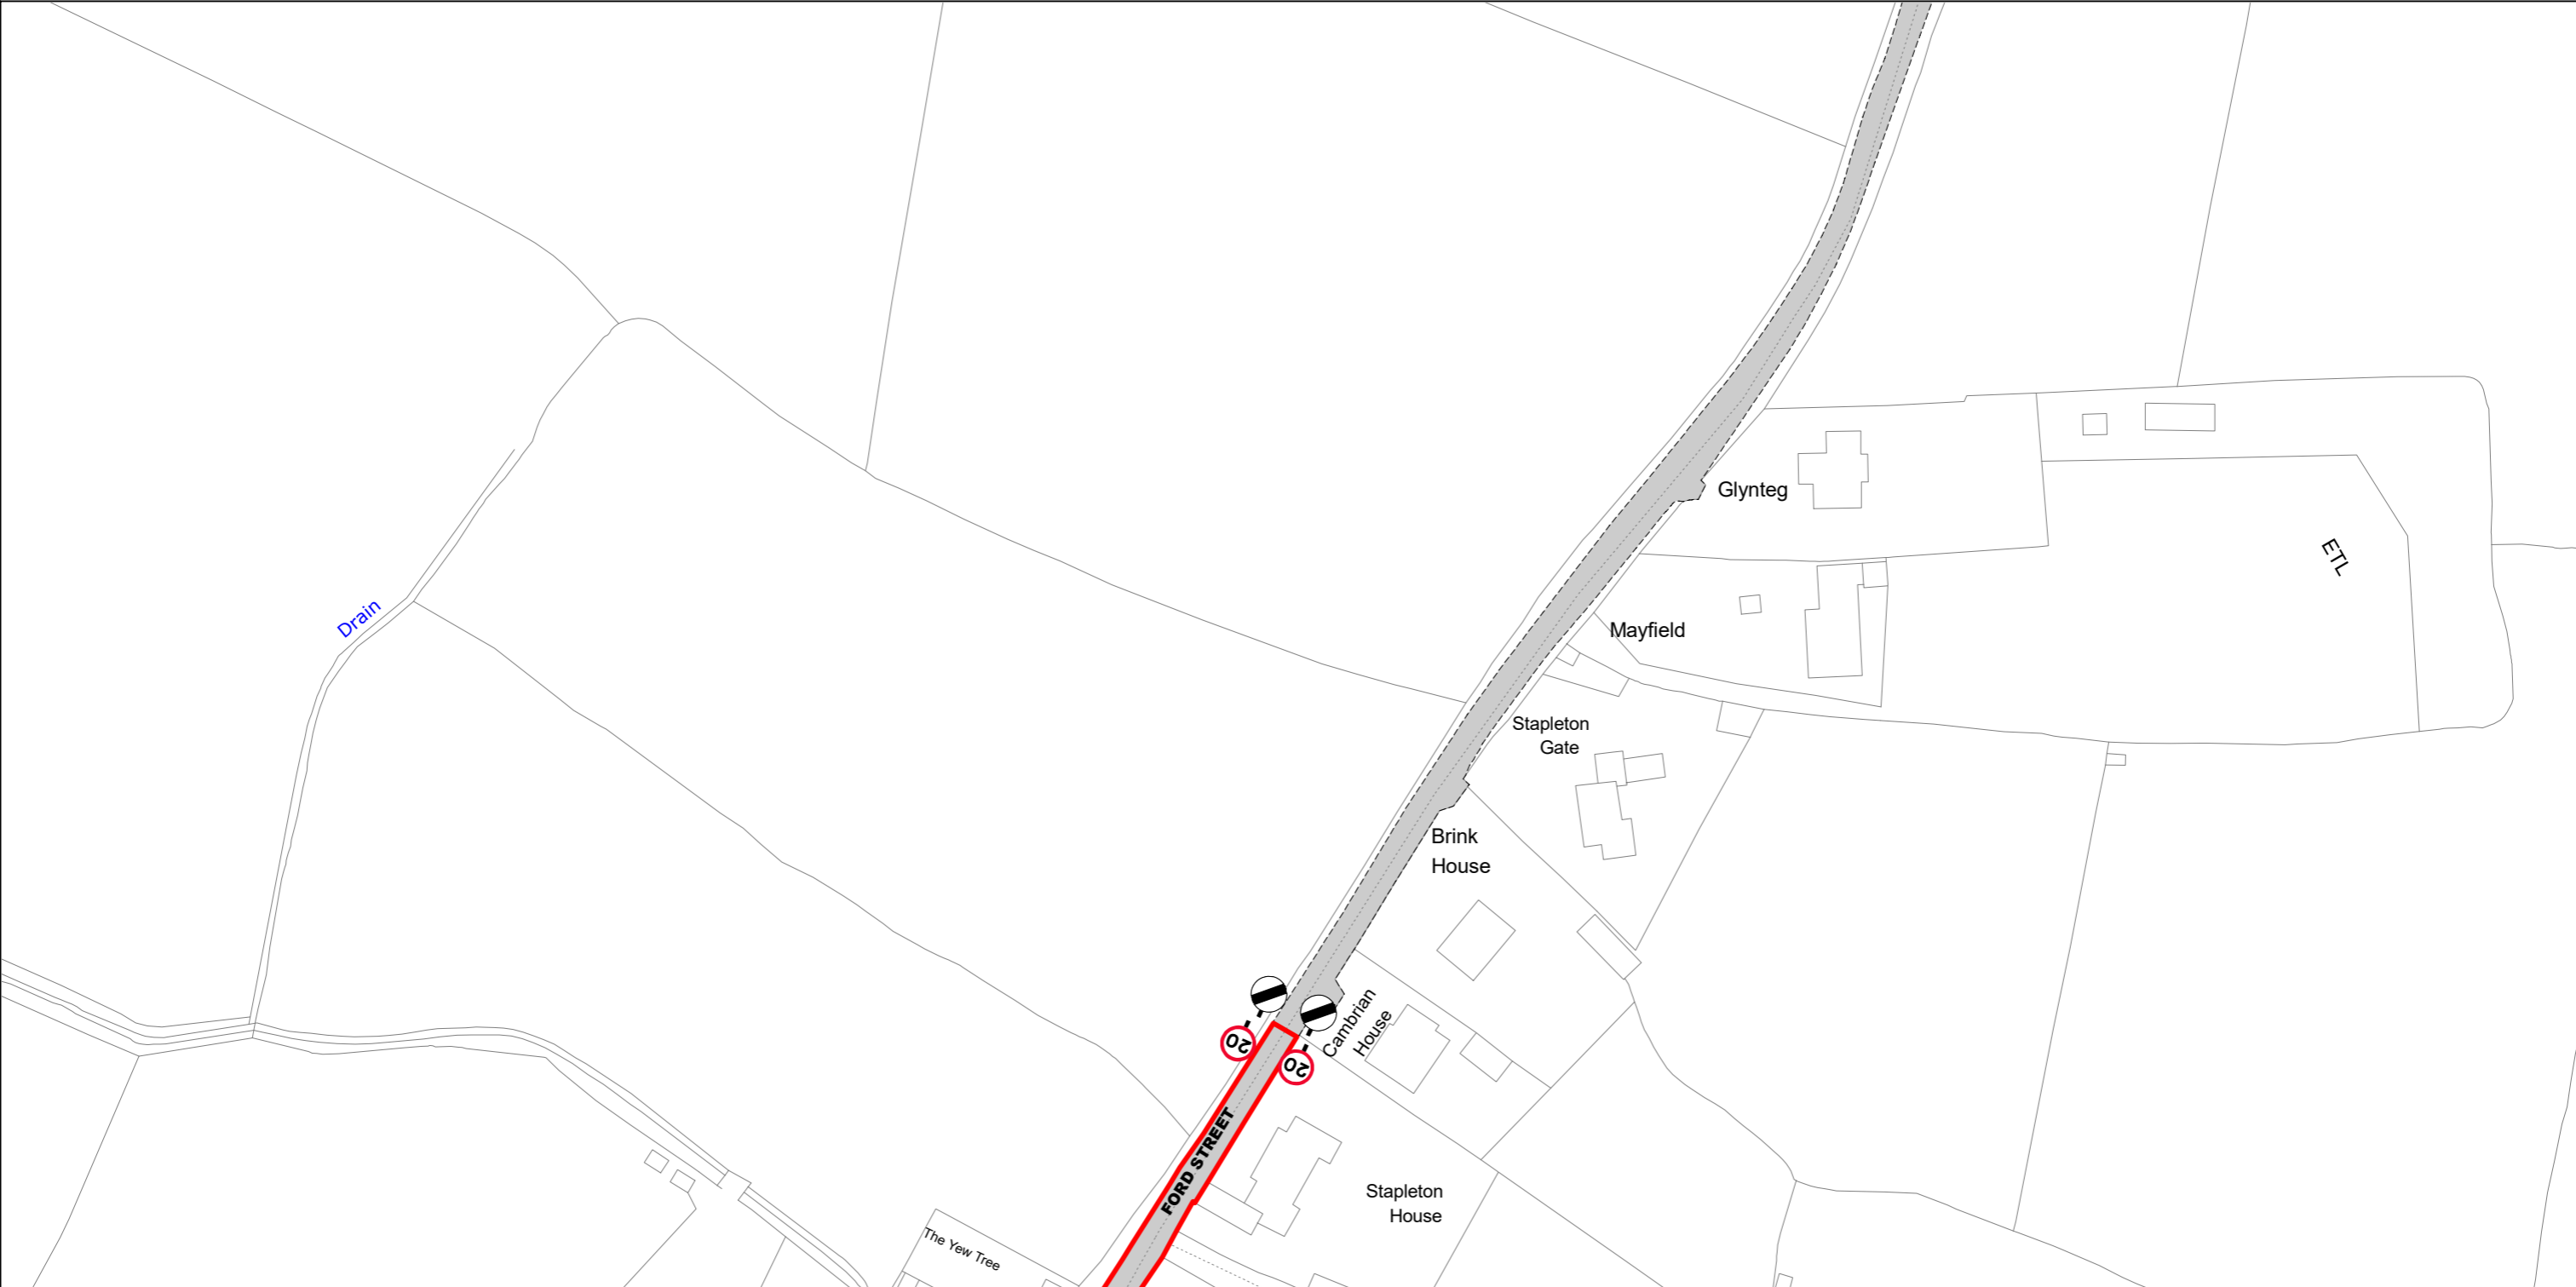 Glynteg
ETL
Drain
Mayfield
Stapleton
Gate
Brink
House
Cambrian
House
20
20
FORD STREET
Stapleton
House
The Yew Tree